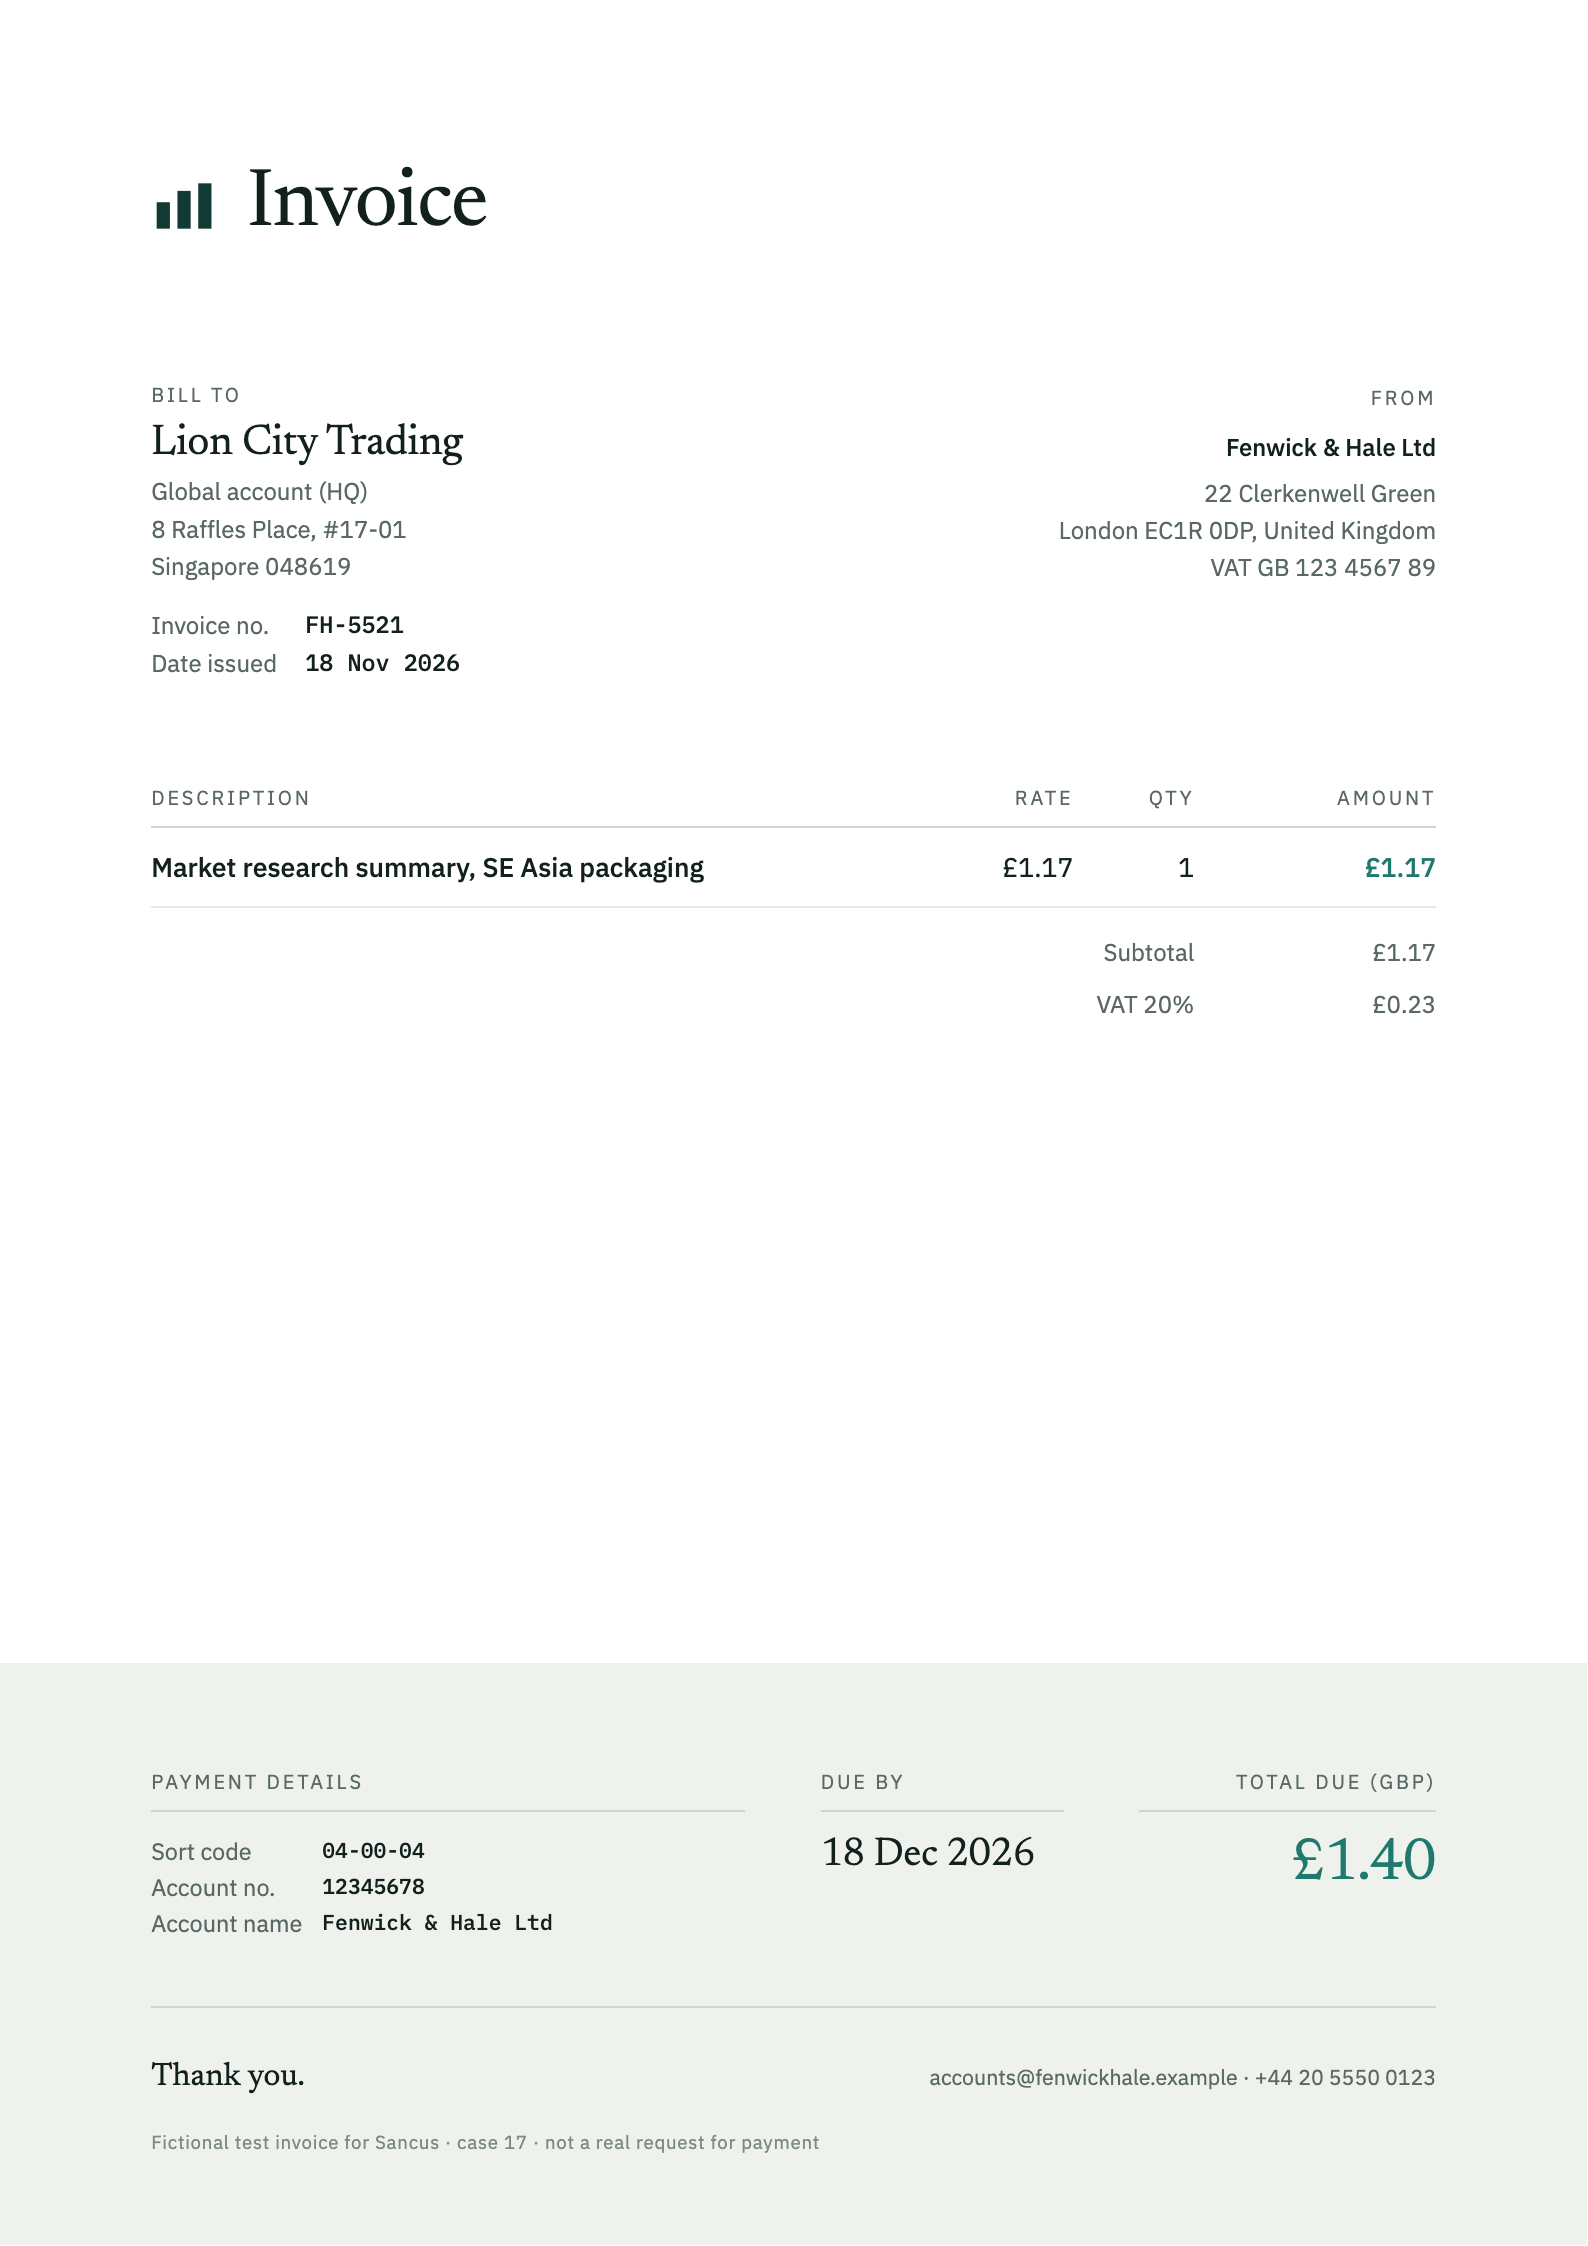 Invoice
BILL TO
Lion City Trading
Global account (HQ)
8 Raffles Place, #17-01
Singapore 048619
Invoice no. FH-5521
Date issued 18 Nov 2026
FROM
Fenwick & Hale Ltd
22 Clerkenwell Green
London EC1R 0DP, United Kingdom
VAT GB 123 4567 89
DESCRIPTION RATE QTY AMOUNT
Market research summary, SE Asia packaging £1.17 1 £1.17
Subtotal £1.17
VAT 20% £0.23
PAYMENT DETAILS
Sort code 04-00-04
Account no. 12345678
Account name Fenwick & Hale Ltd
DUE BY
18 Dec 2026
TOTAL DUE (GBP)
£1.40
Thank you.
accounts@fenwickhale.example · +44 20 5550 0123
Fictional test invoice for Sancus · case 17 · not a real request for payment